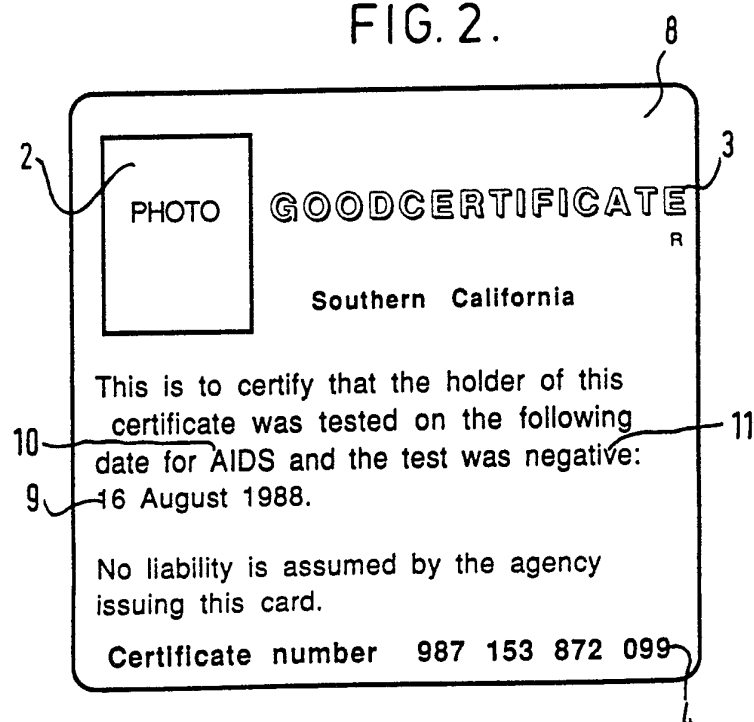 FIG. 2.
8
2
3
PHOTO
GOODCERTIFICATE
R
Southern California
This is to certify that the holder of this
certificate was tested on the following
10
11
date for AIDS and the test was negative:
9
16 August 1988.
No liability is assumed by the agency
issuing this card.
Certificate number 987 153 872 099